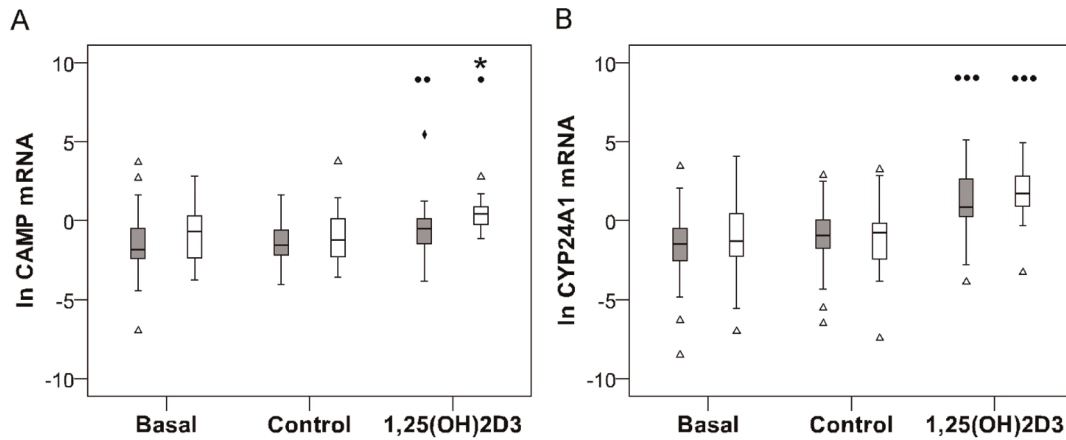 A
ln CAMP mRNA
10
5
0
-5
-10
*
Basal Control 1,25(OH)2D3
B
ln CYP24A1 mRNA
10
5
0
-5
-10
Basal Control 1,25(OH)2D3